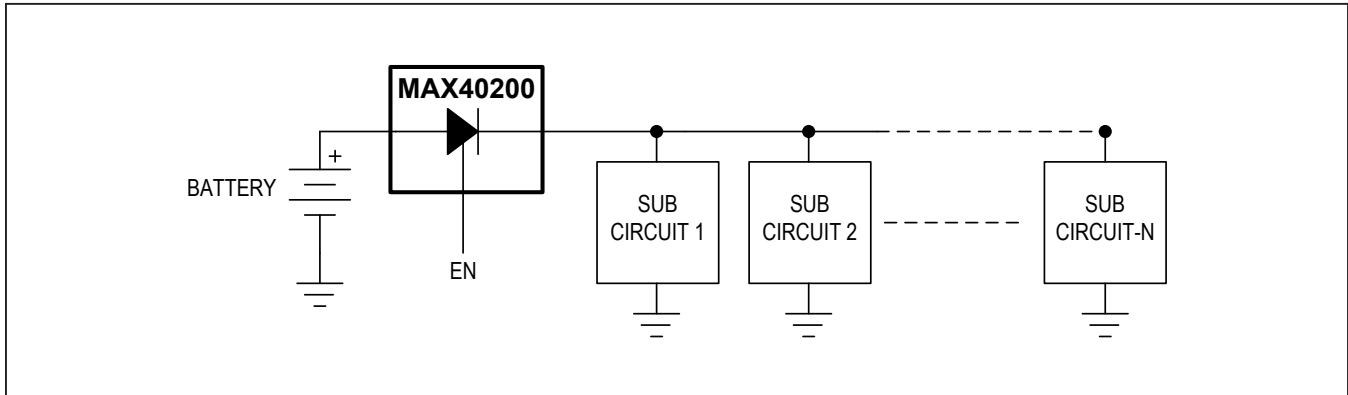 MAX40200
+
BATTERY
EN
SUB
CIRCUIT 1
SUB
CIRCUIT 2
SUB
CIRCUIT-N